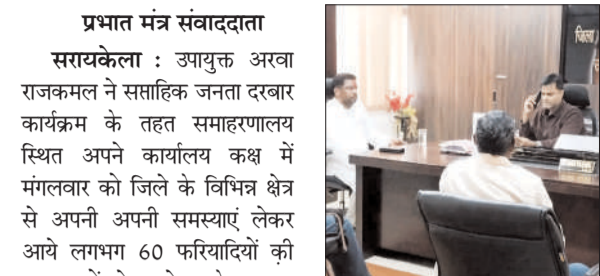 प्रभात मंत्र संवाददाता
सरायकेला : उपायुक्त अरवा
राजकमल ने सप्ताहिक जनता दरबार
कार्यक्रम के तहत समाहरणालय
स्थित अपने कार्यालय कक्ष में
मंगलवार को जिले के विभिन्न क्षेत्र
से अपनी अपनी समस्याएं लेकर
आये लगभग 60 फरियादियों की
जिला